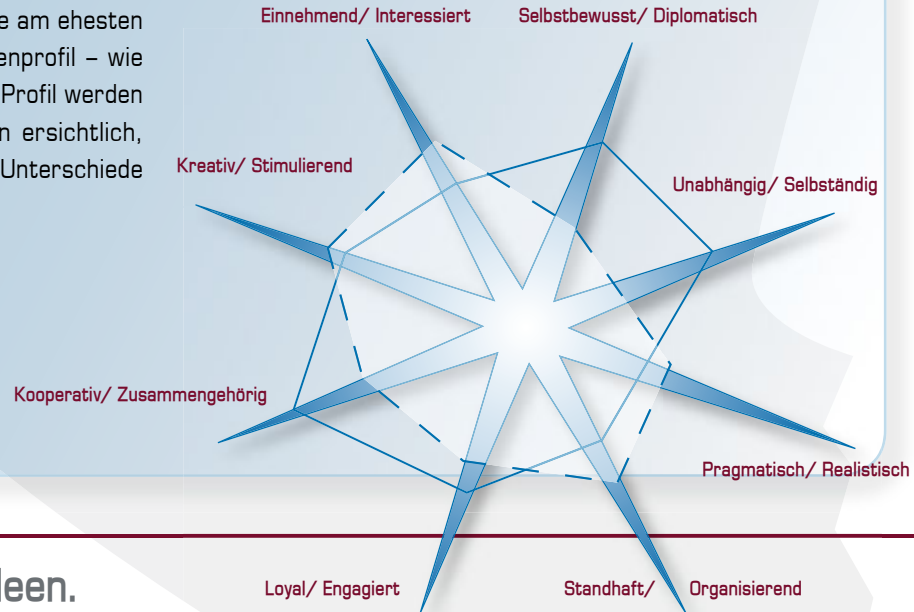 e am ehesten
enprofil – wie
Profil werden
n ersichtlich,
Unterschiede
Einnehmend/ Interessiert
Selbstbewusst/ Diplomatisch
Kreativ/ Stimulierend
Unabhängig/ Selbständig
Kooperativ/ Zusammengehörig
Pragmatisch/ Realistisch
Loyal/ Engagiert
Standhaft/ Organisierend
deen.